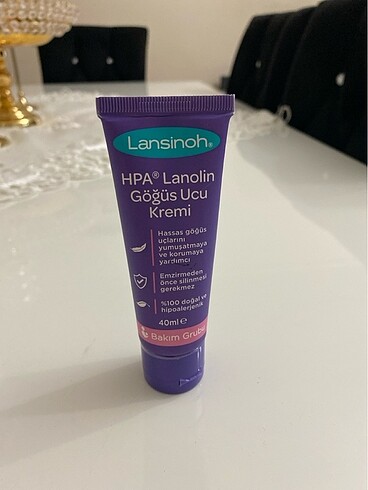 Lansinoh®
HPA® Lanolin
Göğüs Ucu
Kremi
Hassas göğüs
uçlarını
yumuşatmaya
ve korumaya
yardımcı
Emzirmeden
önce silinmesi
gerekmez
%100 doğal ve
hipoalerjenik
40ml ℮
Bakım Grubu